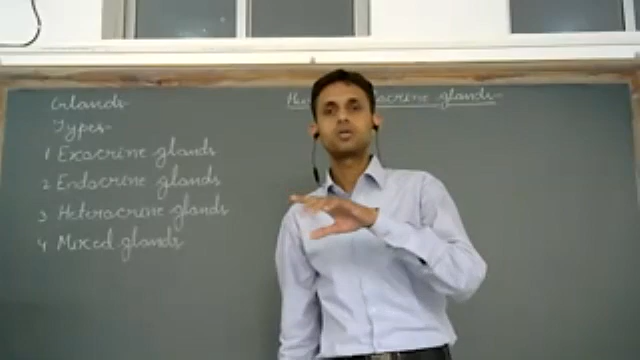 Glands-
Types-
1 Exocrine glands
2 Endocrine glands
3 Heterocrine glands
4 Mixed glands
glands-